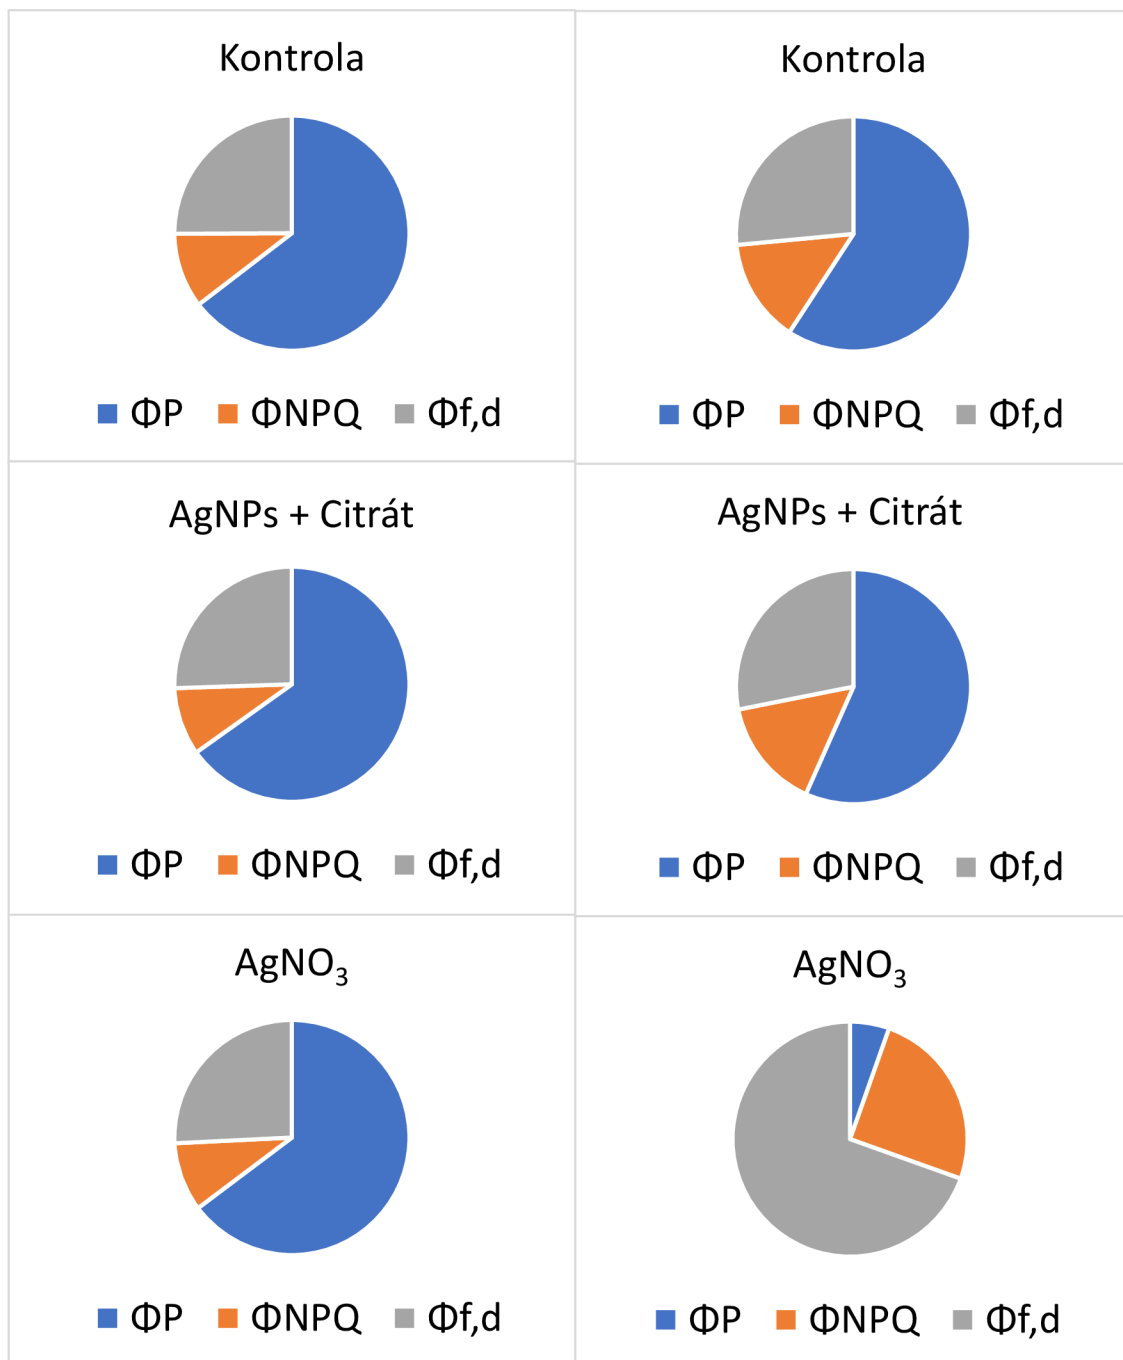 Kontrola
ΦP ΦNPQ Φf,d
Kontrola
ΦP ΦNPQ Φf,d
AgNPs + Citrát
ΦP ΦNPQ Φf,d
AgNPs + Citrát
ΦP ΦNPQ Φf,d
AgNO₃
ΦP ΦNPQ Φf,d
AgNO₃
ΦP ΦNPQ Φf,d